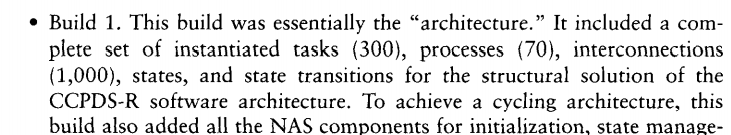 • Build 1. This build was essentially the “architecture.” It included a com-
plete set of instantiated tasks (300), processes (70), interconnections
(1,000), states, and state transitions for the structural solution of the
CCPDS-R software architecture. To achieve a cycling architecture, this
build also added all the NAS components for initialization, state manage-